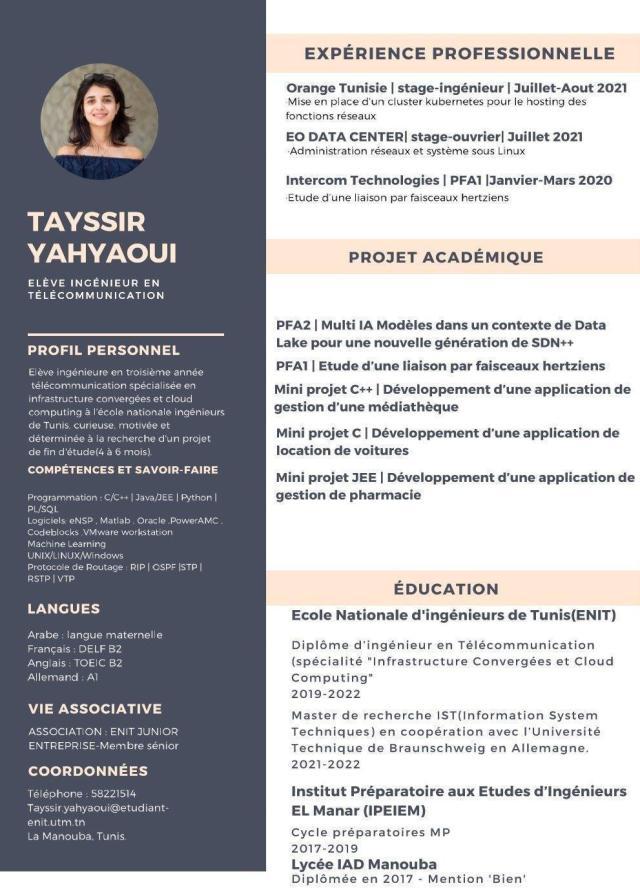 TAYSSIR
YAHYAOUI
ELÈVE INGÉNIEUR EN
TÉLÉCOMMUNICATION
PROFIL PERSONNEL
Elève ingénieure en troisième année
télécommunication spécialisée en
infrastructure convergées et cloud
computing à l'école nationale ingénieurs
de Tunis, curieuse, motivée et
déterminée à la recherche d'un projet
de fin d'étude(4 à 6 mois).
COMPÉTENCES ET SAVOIR-FAIRE
Programmation : C/C++ | Java/JEE | Python |
PL/SQL
Logiciels: eNSP , Matlab , Oracle ,PowerAMC ,
Codeblocks ,VMware workstation
Machine Learning
UNIX/LINUX/Windows
Protocole de Routage : RIP | OSPF |STP |
RSTP | VTP
LANGUES
Arabe : langue maternelle
Français : DELF B2
Anglais : TOEIC B2
Allemand : A1
VIE ASSOCIATIVE
ASSOCIATION : ENIT JUNIOR
ENTREPRISE-Membre sénior
COORDONNÉES
Téléphone : 58221514
Tayssir.yahyaoui@etudiant-
enit.utm.tn
La Manouba, Tunis.
EXPÉRIENCE PROFESSIONNELLE
Orange Tunisie | stage-ingénieur | Juillet-Aout 2021
·Mise en place d'un cluster kubernetes pour le hosting des
fonctions réseaux
EO DATA CENTER| stage-ouvrier| Juillet 2021
·Administration réseaux et système sous Linux
Intercom Technologies | PFA1 |Janvier-Mars 2020
·Etude d'une liaison par faisceaux hertziens
PROJET ACADÉMIQUE
PFA2 | Multi IA Modèles dans un contexte de Data
Lake pour une nouvelle génération de SDN++
PFA1 | Etude d'une liaison par faisceaux hertziens
Mini projet C++ | Développement d'une application de
gestion d'une médiathèque
Mini projet C | Développement d'une application de
location de voitures
Mini projet JEE | Développement d'une application de
gestion de pharmacie
ÉDUCATION
Ecole Nationale d'ingénieurs de Tunis(ENIT)
Diplôme d'ingénieur en Télécommunication
(spécialité "Infrastructure Convergées et Cloud
Computing"
2019-2022
Master de recherche IST(Information System
Techniques) en coopération avec l'Université
Technique de Braunschweig en Allemagne.
2021-2022
Institut Préparatoire aux Etudes d'Ingénieurs
EL Manar (IPEIEM)
Cycle préparatoires MP
2017-2019
Lycée IAD Manouba
Diplômée en 2017 - Mention 'Bien'